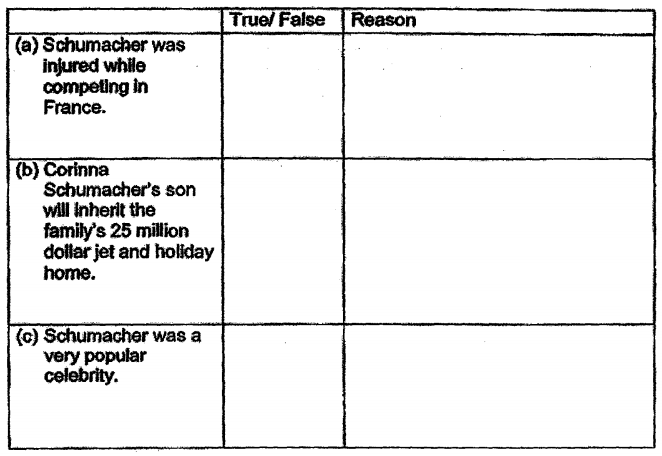 True/ False Reason
(a) Schumacher was
injured while
competing in
France.
(b) Corinna
Schumacher's son
will inherit the
family's 25 million
dollar jet and holiday
home.
(c) Schumacher was a
very popular
celebrity.